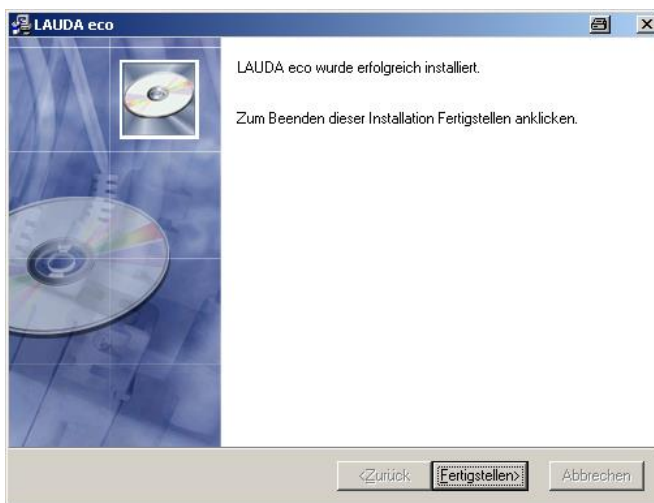 LAUDA eco
LAUDA eco wurde erfolgreich installiert.
Zum Beenden dieser Installation Fertigstellen anklicken.
<Zurück Fertigstellen> Abbrechen